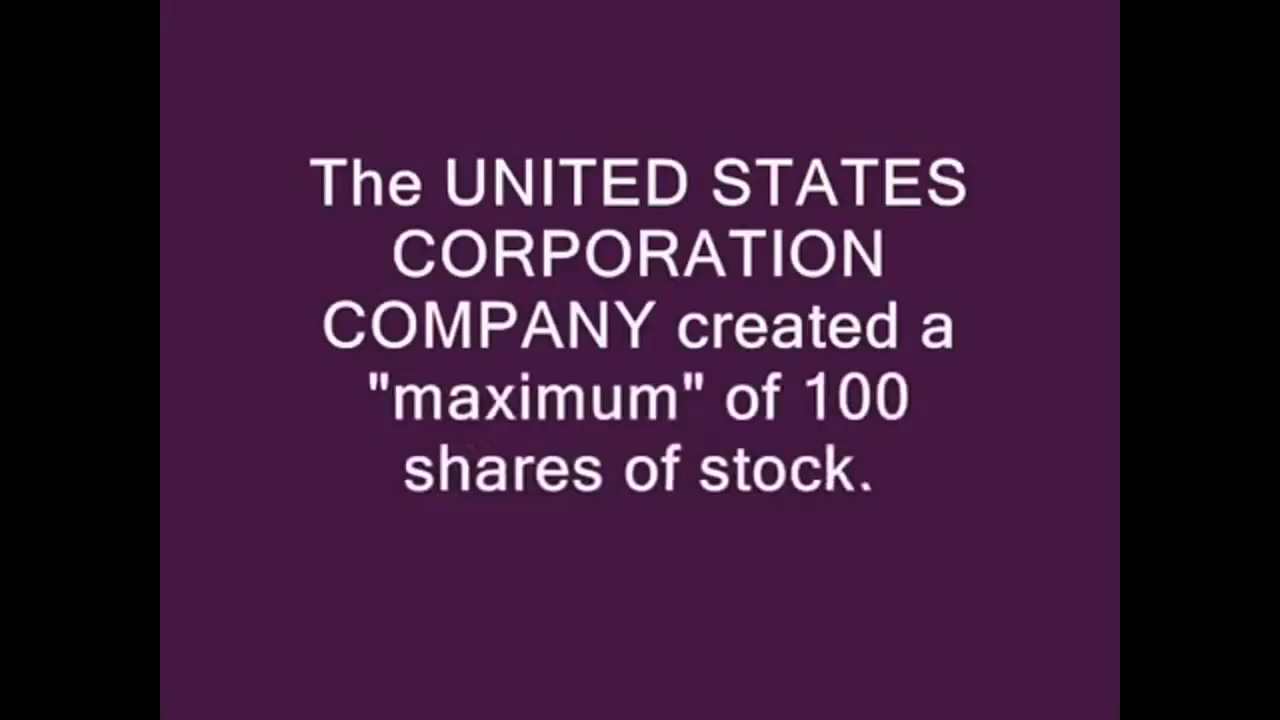 The UNITED STATES
CORPORATION
COMPANY created a
"maximum" of 100
shares of stock.